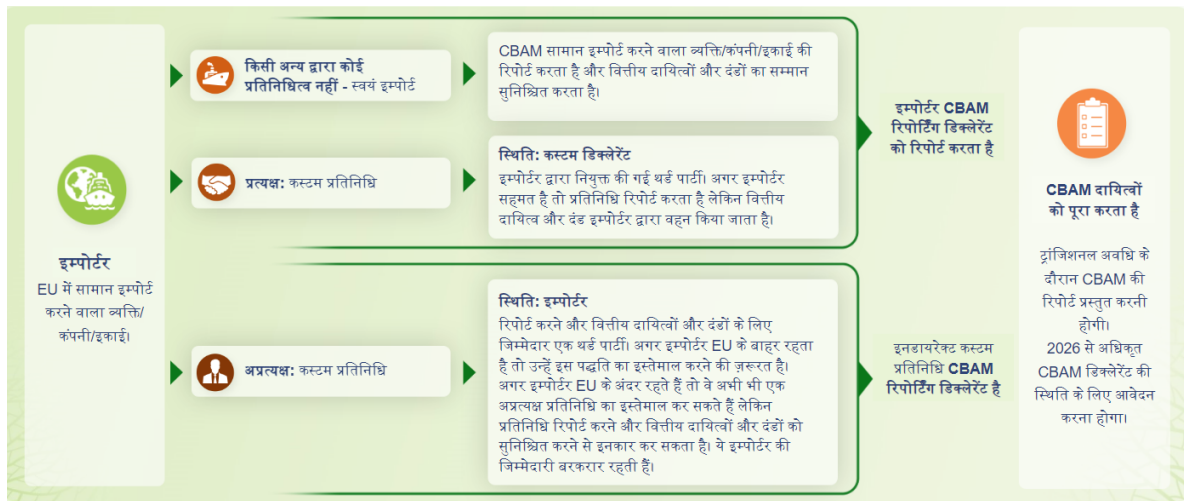 इम्पोर्टर
EU में सामान इम्पोर्ट
करने वाला व्यक्ति/
कंपनी/इकाई।
किसी अन्य द्वारा कोई
प्रतिनिधित्व नहीं - स्वयं इम्पोर्ट
CBAM सामान इम्पोर्ट करने वाला व्यक्ति/कंपनी/इकाई की
रिपोर्ट करता है और वित्तीय दायित्वों और दंडों का सम्मान
सुनिश्चित करता है।
प्रत्यक्ष: कस्टम प्रतिनिधि
स्थिति: कस्टम डिक्लेरेंट
इम्पोर्टर द्वारा नियुक्त की गई थर्ड पार्टी। अगर इम्पोर्टर
सहमत है तो प्रतिनिधि रिपोर्ट करता है लेकिन वित्तीय
दायित्व और दंड इम्पोर्टर द्वारा वहन किया जाता है।
इम्पोर्टर CBAM
रिपोर्टिंग डिक्लेरेंट
को रिपोर्ट करता है
अप्रत्यक्ष: कस्टम प्रतिनिधि
स्थिति: इम्पोर्टर
रिपोर्ट करने और वित्तीय दायित्वों और दंडों के लिए
जिम्मेदार एक थर्ड पार्टी। अगर इम्पोर्टर EU के बाहर रहता
है तो उन्हें इस पद्धति का इस्तेमाल करने की ज़रूरत है।
अगर इम्पोर्टर EU के अंदर रहते हैं तो वे अभी भी एक
अप्रत्यक्ष प्रतिनिधि का इस्तेमाल कर सकते हैं लेकिन
प्रतिनिधि रिपोर्ट करने और वित्तीय दायित्वों और दंडों को
सुनिश्चित करने से इनकार कर सकता है। ये इम्पोर्टर की
जिम्मेदारी बरकरार रहती हैं।
इनडायरेक्ट कस्टम
प्रतिनिधि CBAM
रिपोर्टिंग डिक्लेरेंट है
CBAM दायित्वों
को पूरा करता है
ट्रांजिशनल अवधि के
दौरान CBAM की
रिपोर्ट प्रस्तुत करनी
होगी।
2026 से अधिकृत
CBAM डिक्लेरेंट की
स्थिति के लिए आवेदन
करना होगा।